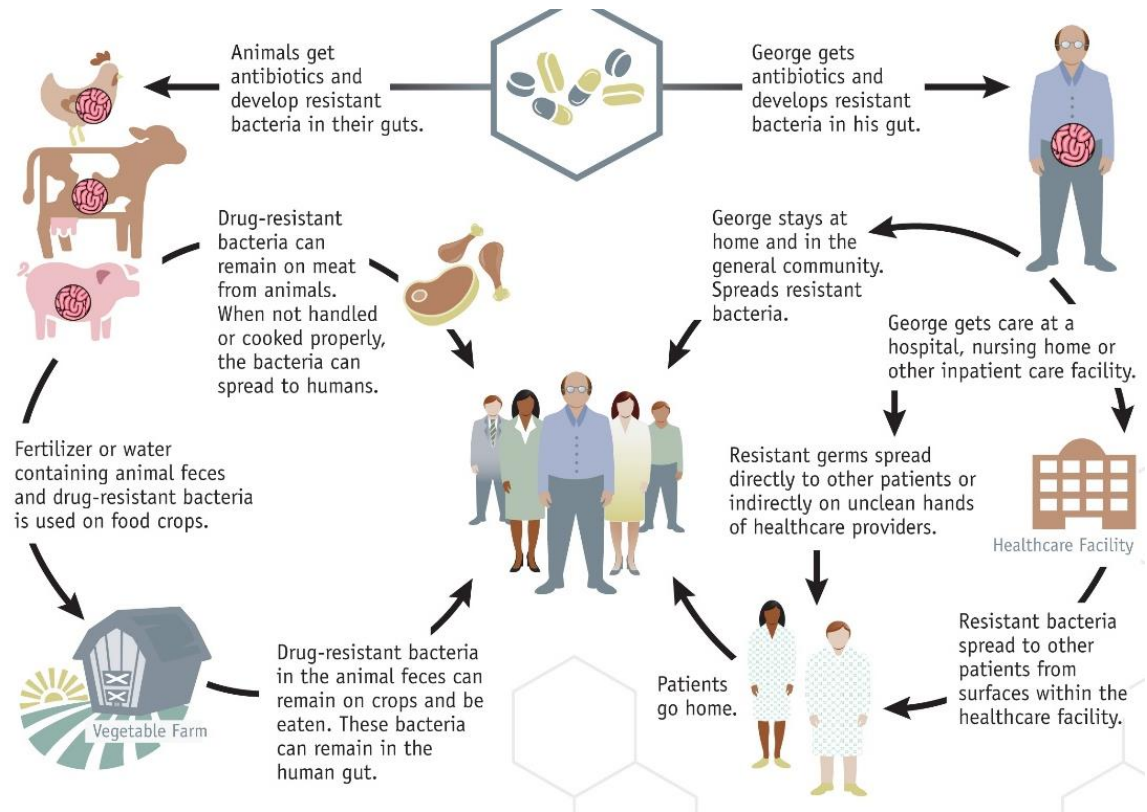 Animals get
antibiotics and
develop resistant
bacteria in their guts.
George gets
antibiotics and
develops resistant
bacteria in his gut.
Drug-resistant
bacteria can
remain on meat
from animals.
When not handled
or cooked properly,
the bacteria can
spread to humans.
George stays at
home and in the
general community.
Spreads resistant
bacteria.
George gets care at a
hospital, nursing home or
other inpatient care facility.
Fertilizer or water
containing animal feces
and drug-resistant bacteria
is used on food crops.
Resistant germs spread
directly to other patients or
indirectly on unclean hands
of healthcare providers.
Healthcare Facility
Vegetable Farm
Drug-resistant bacteria
in the animal feces can
remain on crops and be
eaten. These bacteria
can remain in the
human gut.
Patients
go home.
Resistant bacteria
spread to other
patients from
surfaces within the
healthcare facility.